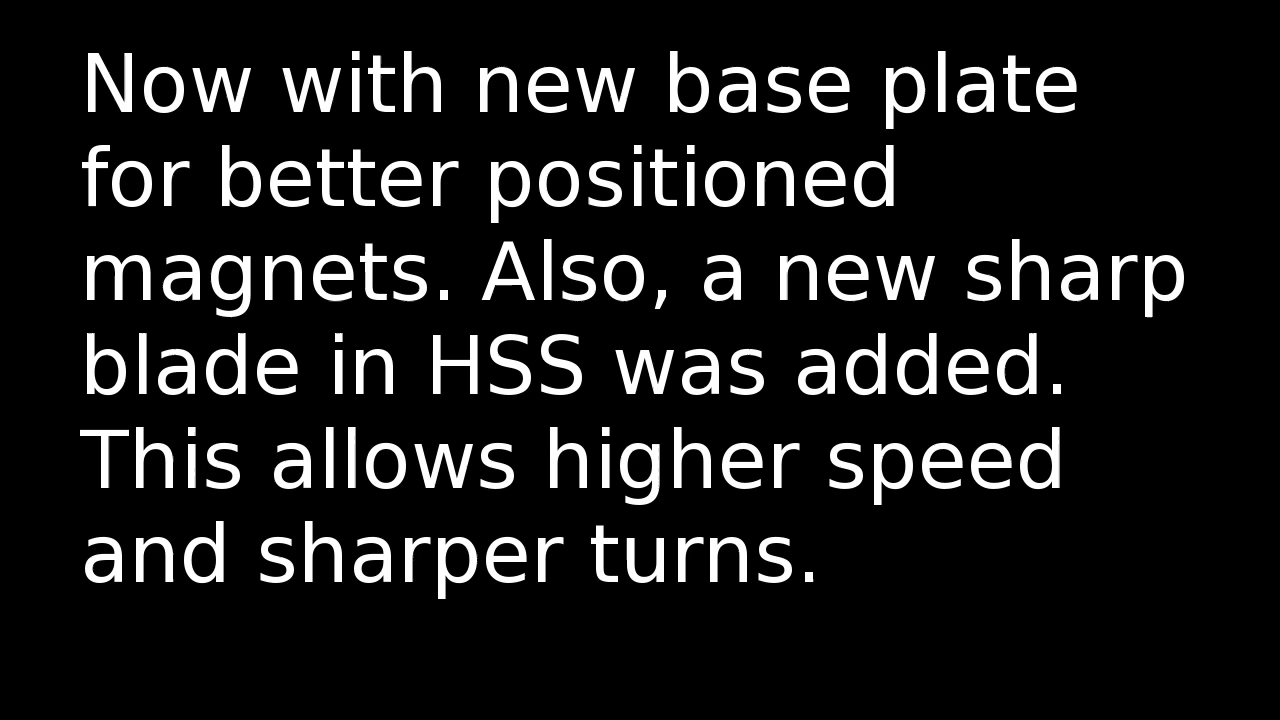 Now with new base plate
for better positioned
magnets. Also, a new sharp
blade in HSS was added.
This allows higher speed
and sharper turns.